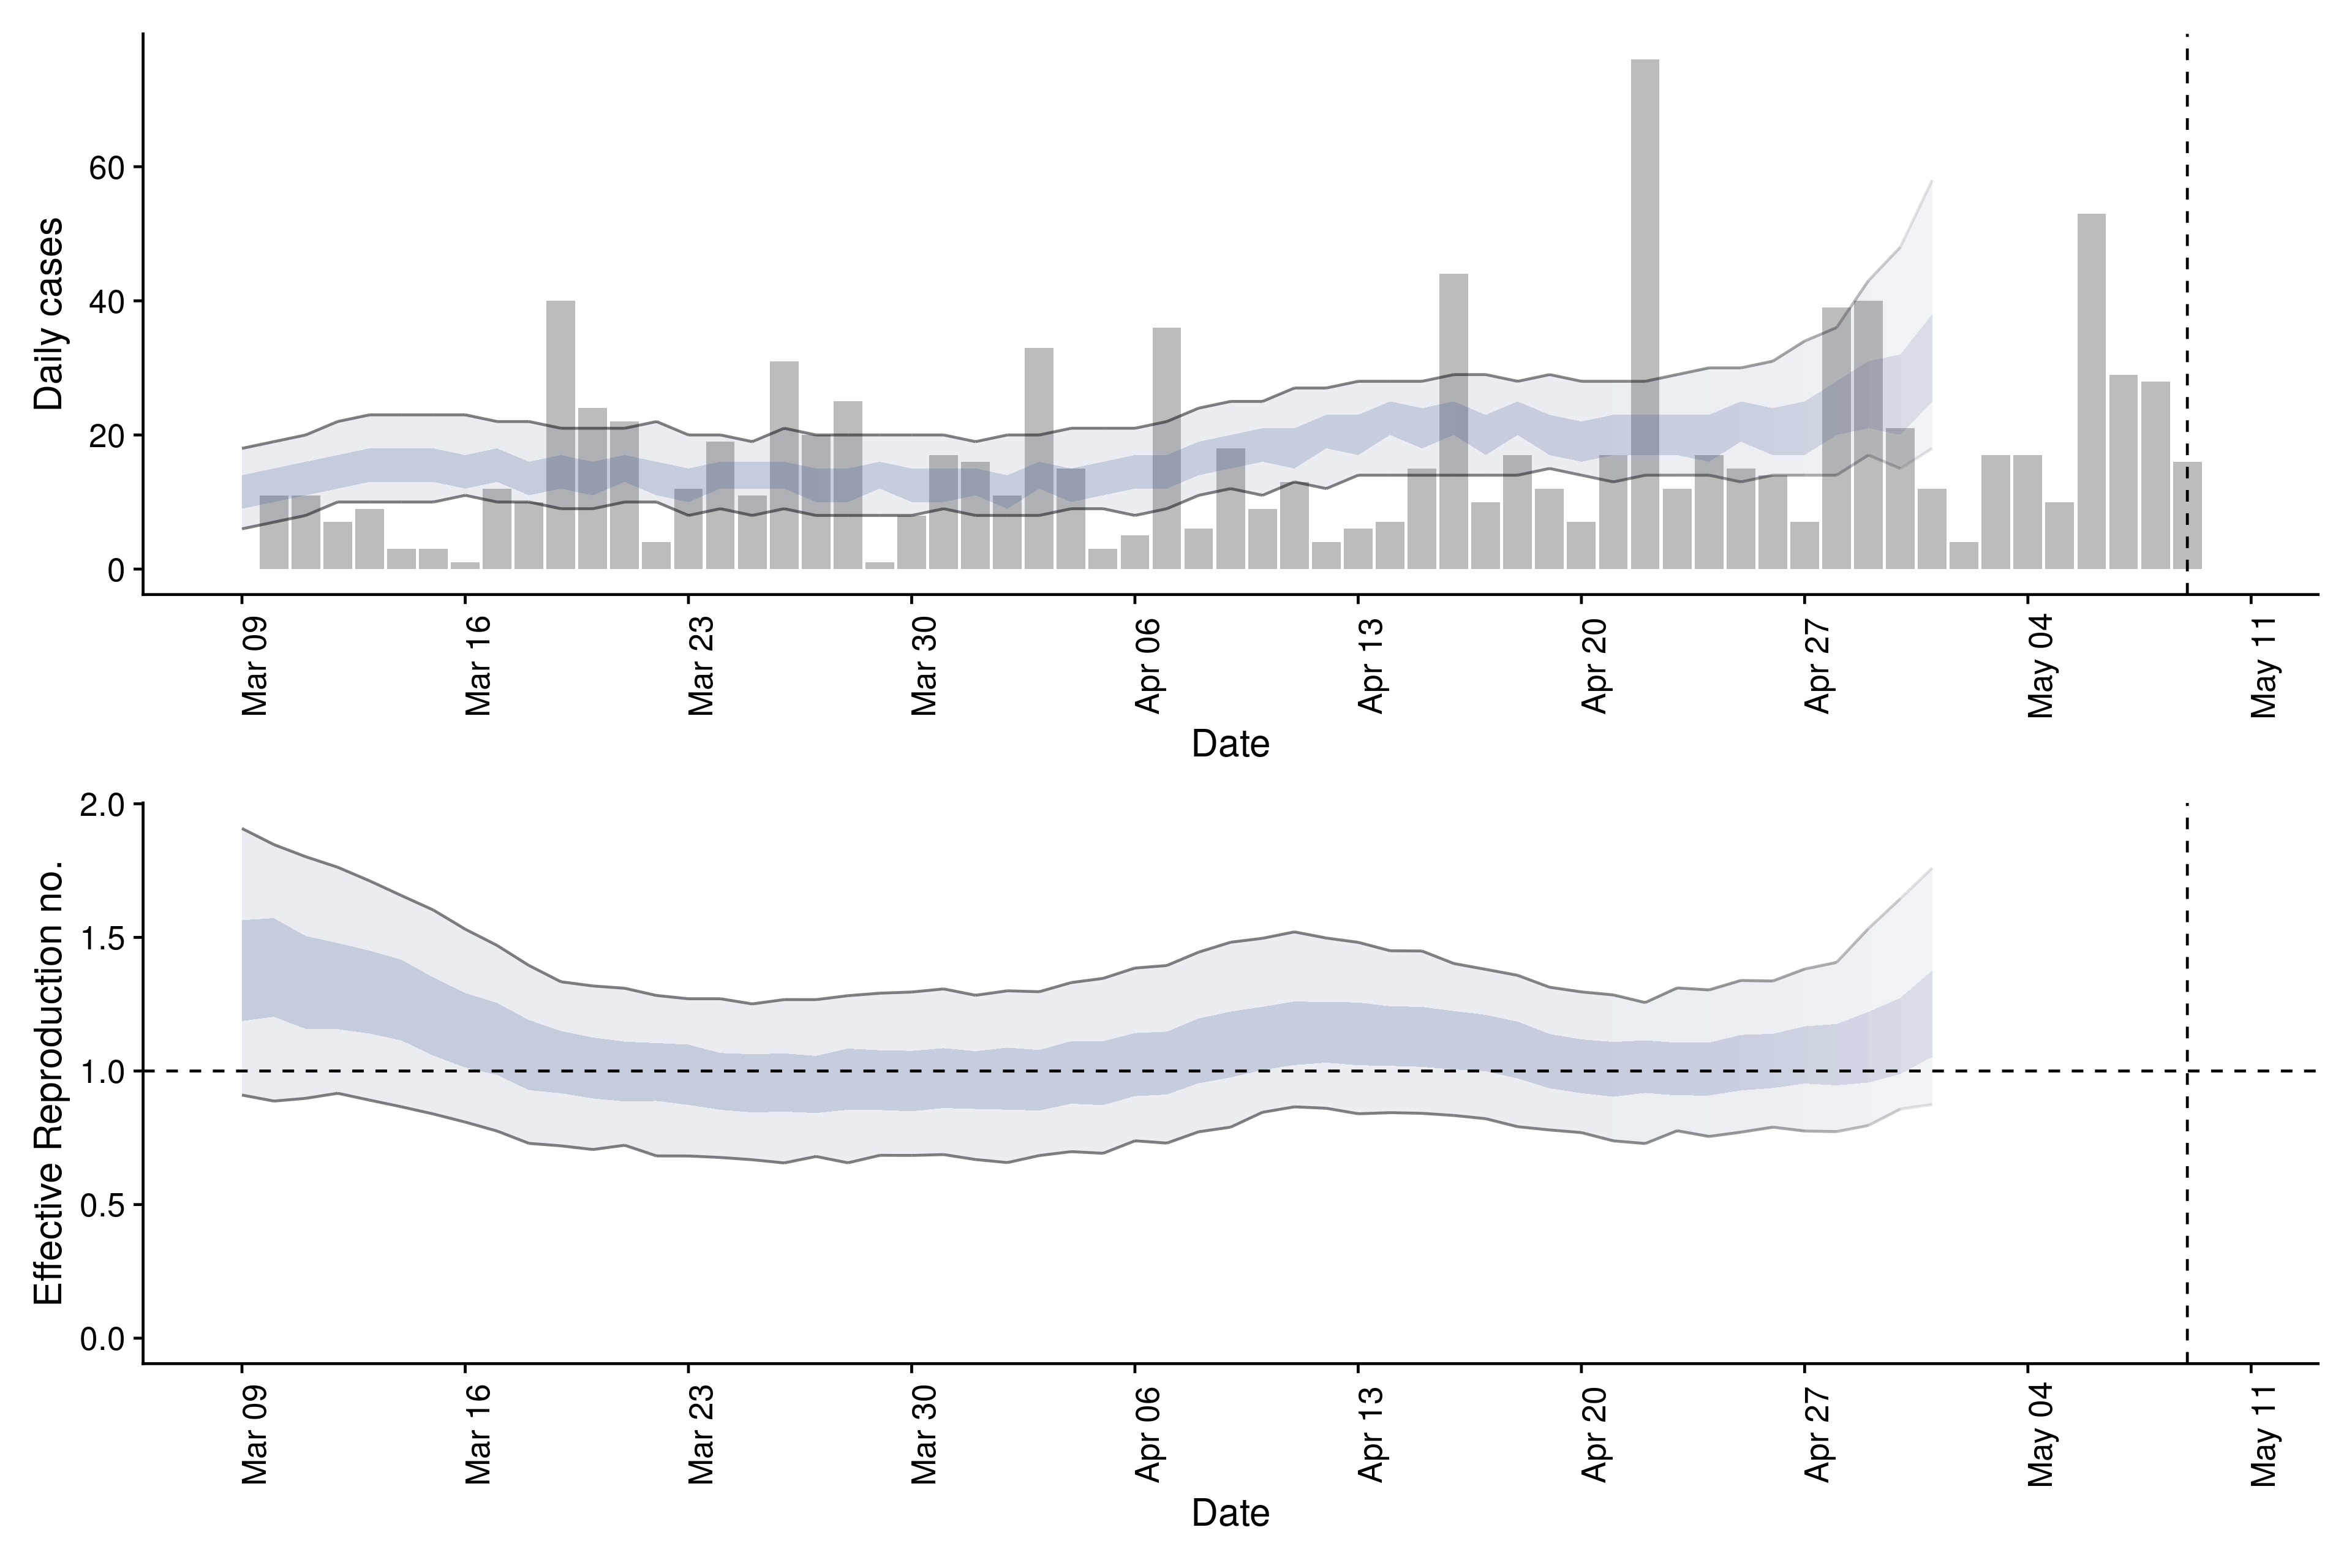 Daily cases
60
40
20
0
Mar 09
Mar 16
Mar 23
Mar 30
Apr 06
Apr 13
Apr 20
Apr 27
May 04
May 11
Date
Effective Reproduction no.
2.0
1.5
1.0
0.5
0.0
Mar 09
Mar 16
Mar 23
Mar 30
Apr 06
Apr 13
Apr 20
Apr 27
May 04
May 11
Date